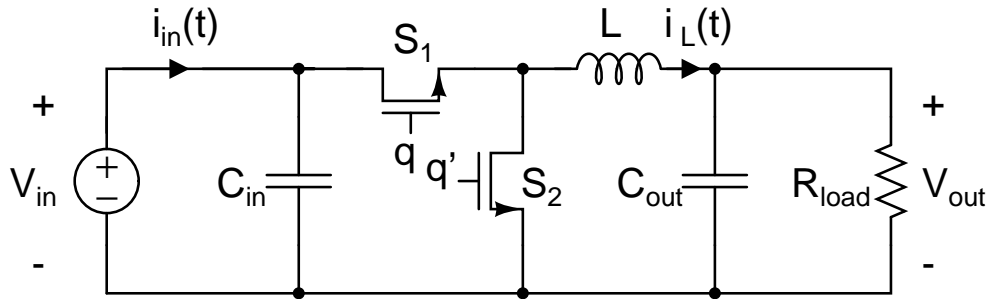 i_in(t)
S_1
L
i_L(t)
+
+
q
V_in
+
−
C_in
q'
S_2
C_out
R_load
V_out
-
-